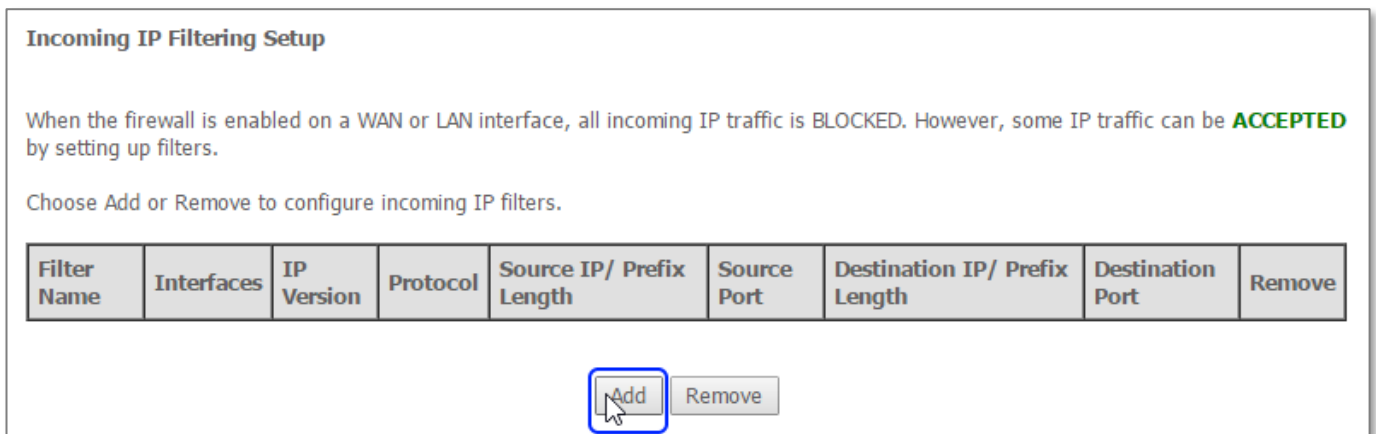 Incoming IP Filtering Setup
When the firewall is enabled on a WAN or LAN interface, all incoming IP traffic is BLOCKED. However, some IP traffic can be ACCEPTED
by setting up filters.
Choose Add or Remove to configure incoming IP filters.
Filter Name Interfaces IP Version Protocol Source IP/ Prefix Length Source Port Destination IP/ Prefix Length Destination Port Remove
Add Remove